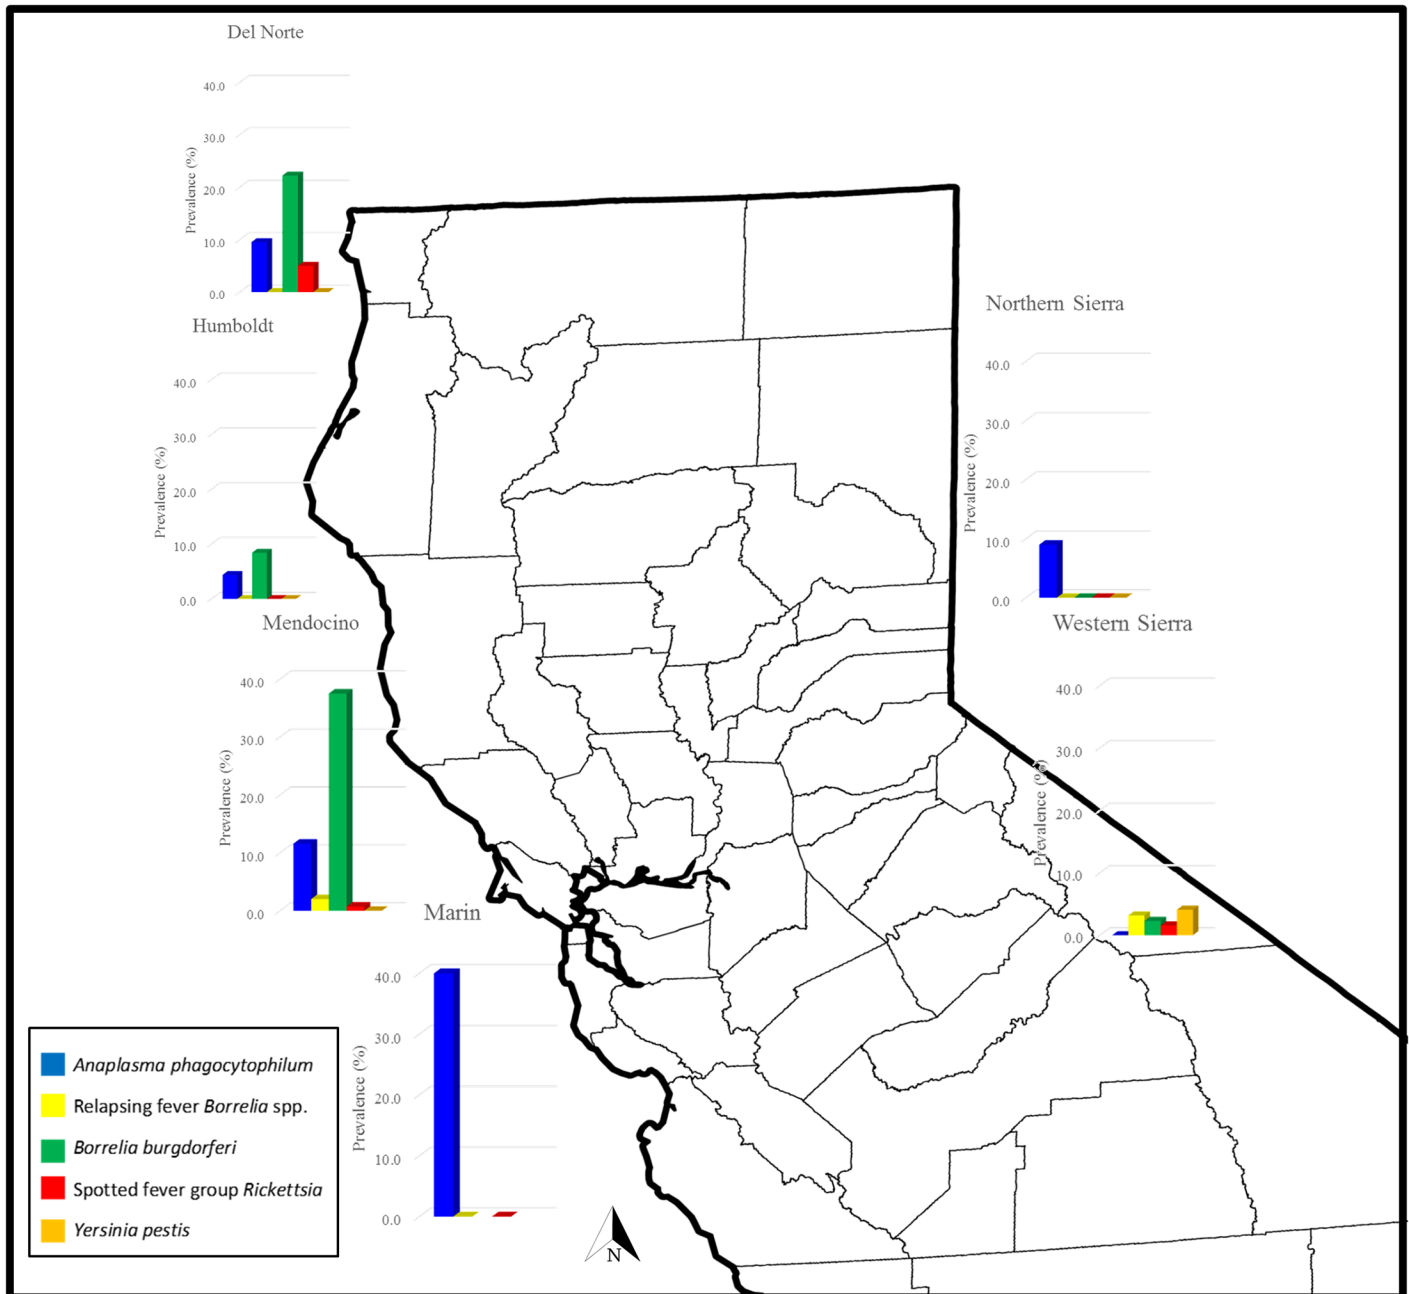 Del Norte
40.0
30.0
20.0
10.0
0.0
Prevalence (%)
Humboldt
40.0
30.0
20.0
10.0
0.0
Prevalence (%)
Mendocino
40.0
30.0
20.0
10.0
0.0
Prevalence (%)
Marin
40.0
30.0
20.0
10.0
0.0
Prevalence (%)
Northern Sierra
40.0
30.0
20.0
10.0
0.0
Prevalence (%)
Western Sierra
40.0
30.0
20.0
10.0
0.0
Prevalence (%)
Anaplasma phagocytophilum
Relapsing fever Borrelia spp.
Borrelia burgdorferi
Spotted fever group Rickettsia
Yersinia pestis
N